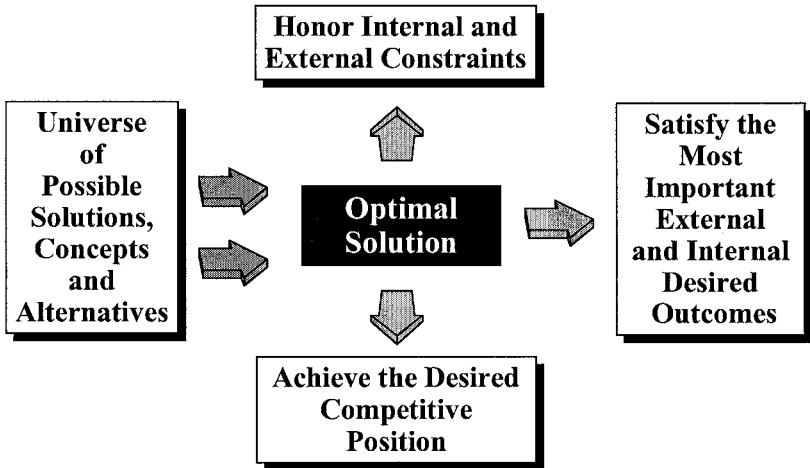 Honor Internal and
External Constraints
Universe
of
Possible
Solutions,
Concepts
and
Alternatives
Optimal
Solution
Satisfy the
Most
Important
External
and Internal
Desired
Outcomes
Achieve the Desired
Competitive
Position